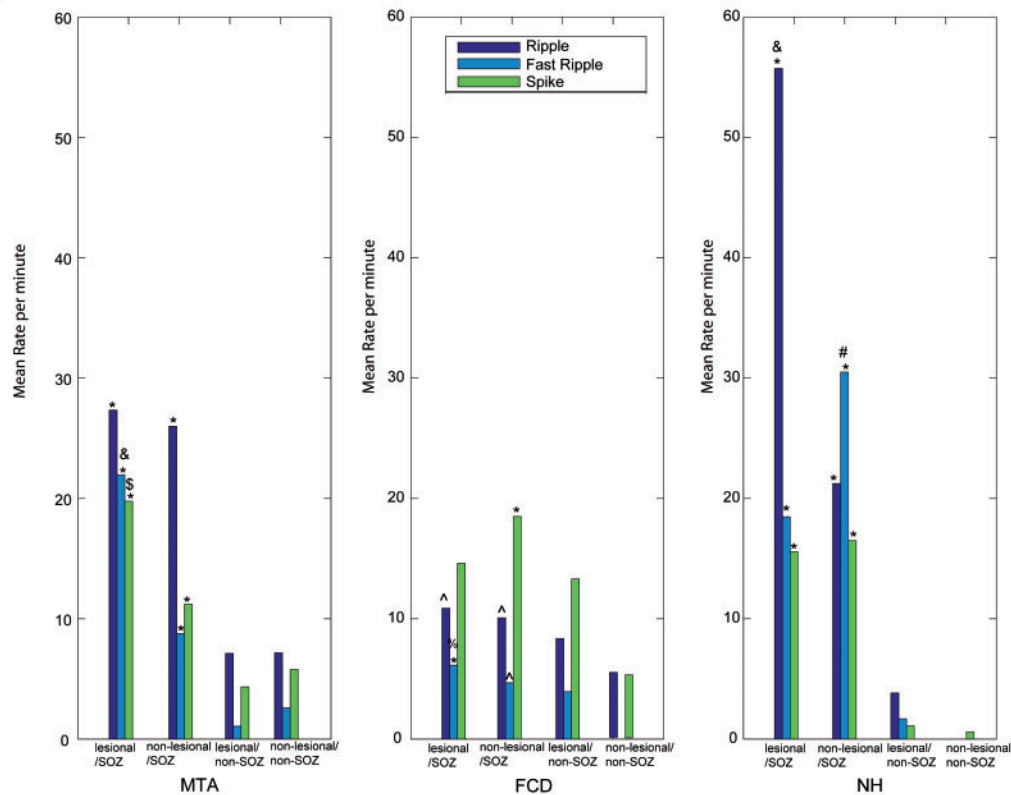 60
50
40
30
20
10
0
Mean Rate per minute
*
&
*
$
*
*
*
*
lesional
/SOZ
non-lesional
/SOZ
lesional/
non-SOZ
non-lesional/
non-SOZ
MTA
60
50
40
30
20
10
0
Mean Rate per minute
Ripple
Fast Ripple
Spike
^
%
*
^
^
*
lesional
/SOZ
non-lesional
/SOZ
lesional/
non-SOZ
non-lesional/
non-SOZ
FCD
60
50
40
30
20
10
0
Mean Rate per minute
&
*
*
*
*
#
*
*
lesional
/SOZ
non-lesional
/SOZ
lesional/
non-SOZ
non-lesional
non-SOZ
NH